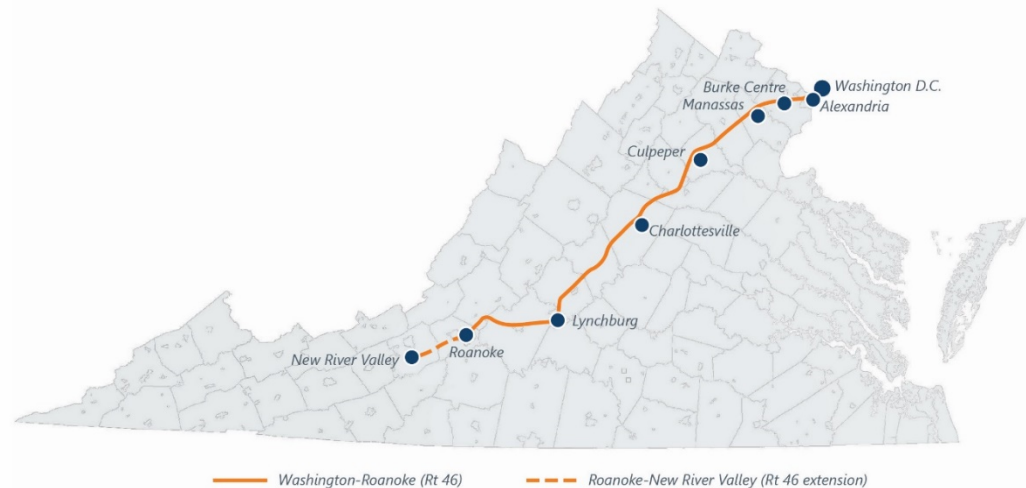 Washington D.C.
Burke Centre
Alexandria
Manassas
Culpeper
Charlottesville
Lynchburg
Roanoke
New River Valley
Washington-Roanoke (Rt 46)
Roanoke-New River Valley (Rt 46 extension)